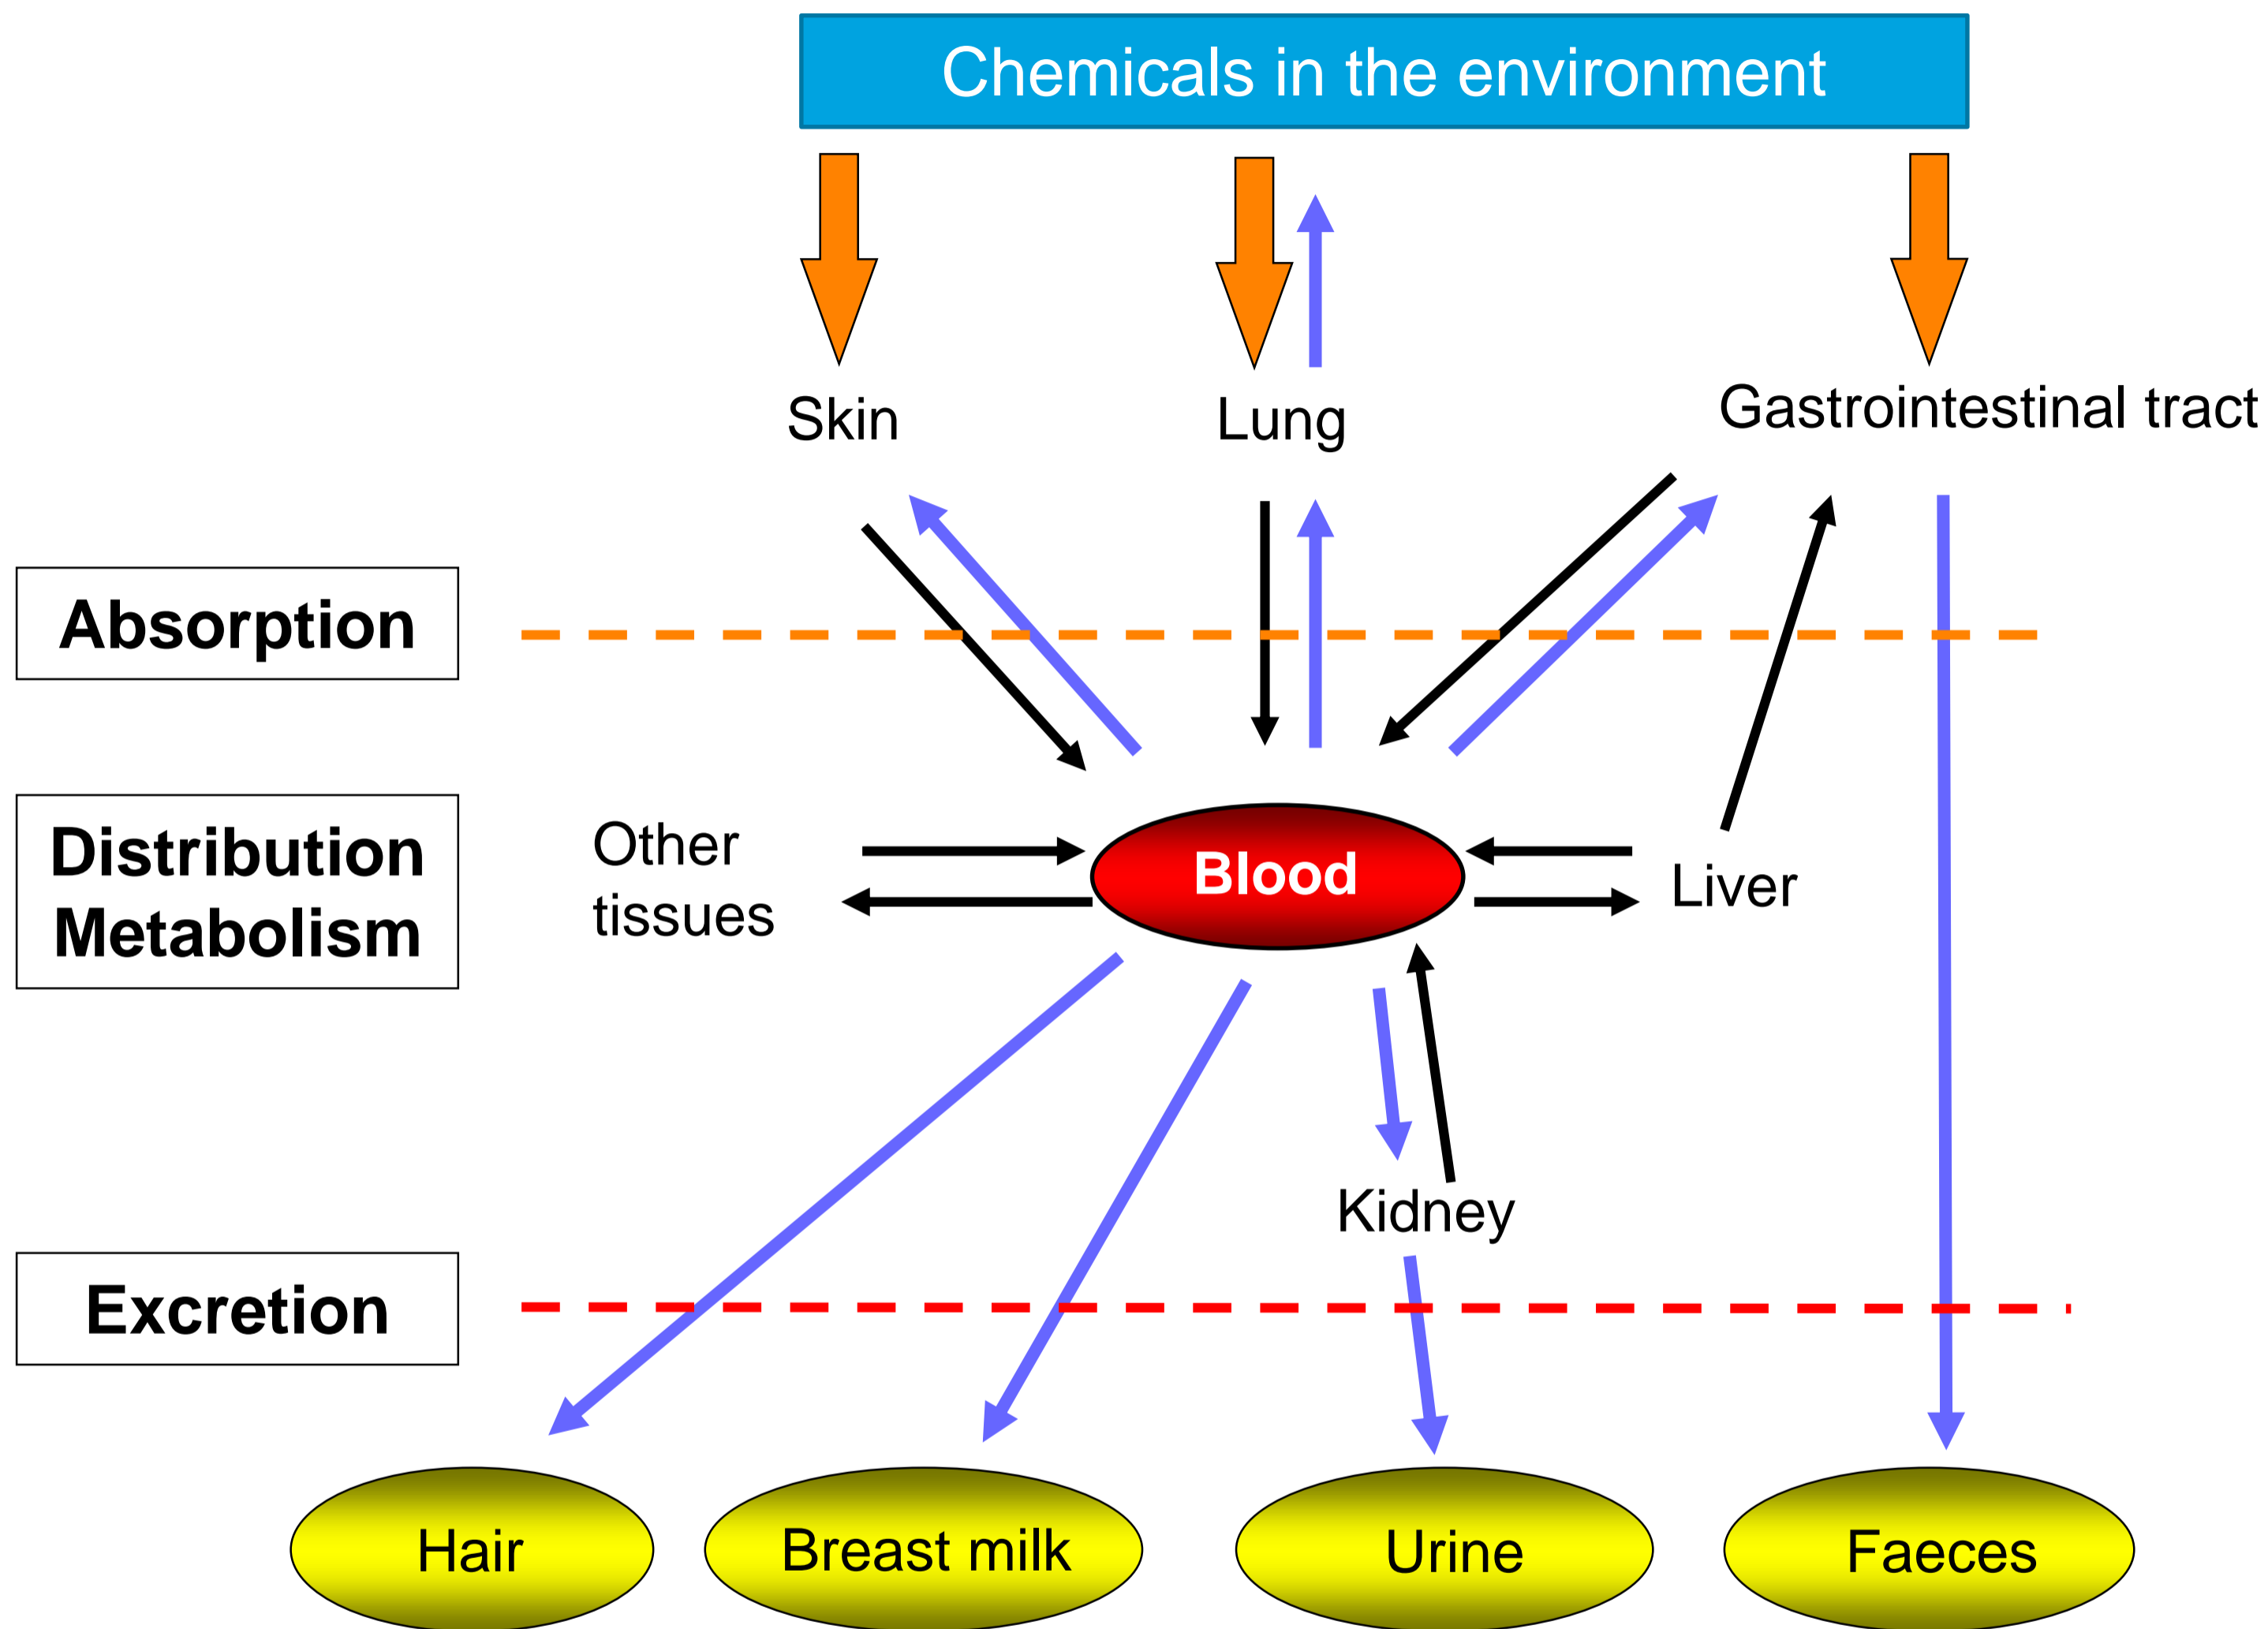 Chemicals in the environment
Skin
Lung
Gastrointestinal tract
Absorption
Distribution
Metabolism
Other
tissues
Blood
Liver
Kidney
Excretion
Hair
Breast milk
Urine
Faeces